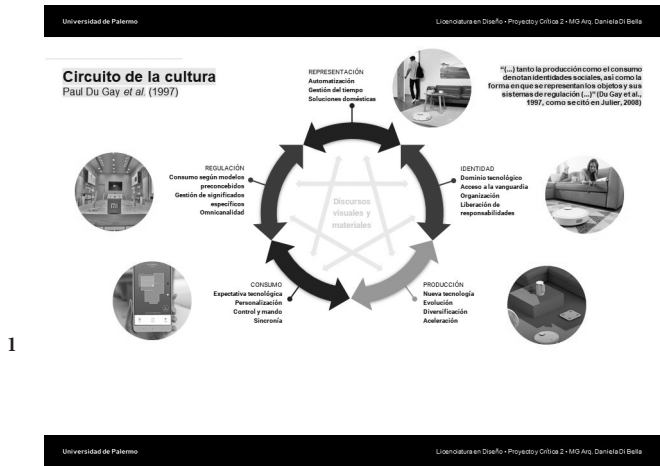 Universidad de Palermo
Licenciatura en Diseño • Proyecto y Crítica 2 • MG Arq. Daniela Di Bella
Circuito de la cultura
Paul Du Gay et al. (1997)
"(...) tanto la producción como el consumo
denotan identidades sociales, así como la
forma en que se representan los objetos y sus
sistemas de regulación (...)" (Du Gay et al.,
1997, como se citó en Julier, 2008)
REPRESENTACIÓN
Automatización
Gestión del tiempo
Soluciones domésticas
REGULACIÓN
Consumo según modelos
preconcebidos
Gestión de significados
específicos
Omnicanalidad
IDENTIDAD
Dominio tecnológico
Acceso a la vanguardia
Organización
Liberación de
responsabilidades
Discursos
visuales y
materiales
CONSUMO
Expectativa tecnológica
Personalización
Control y mando
Sincronía
PRODUCCIÓN
Nueva tecnología
Evolución
Diversificación
Aceleración
1
Universidad de Palermo
Licenciatura en Diseño • Proyecto y Crítica 2 • MG Arq. Daniela Di Bella